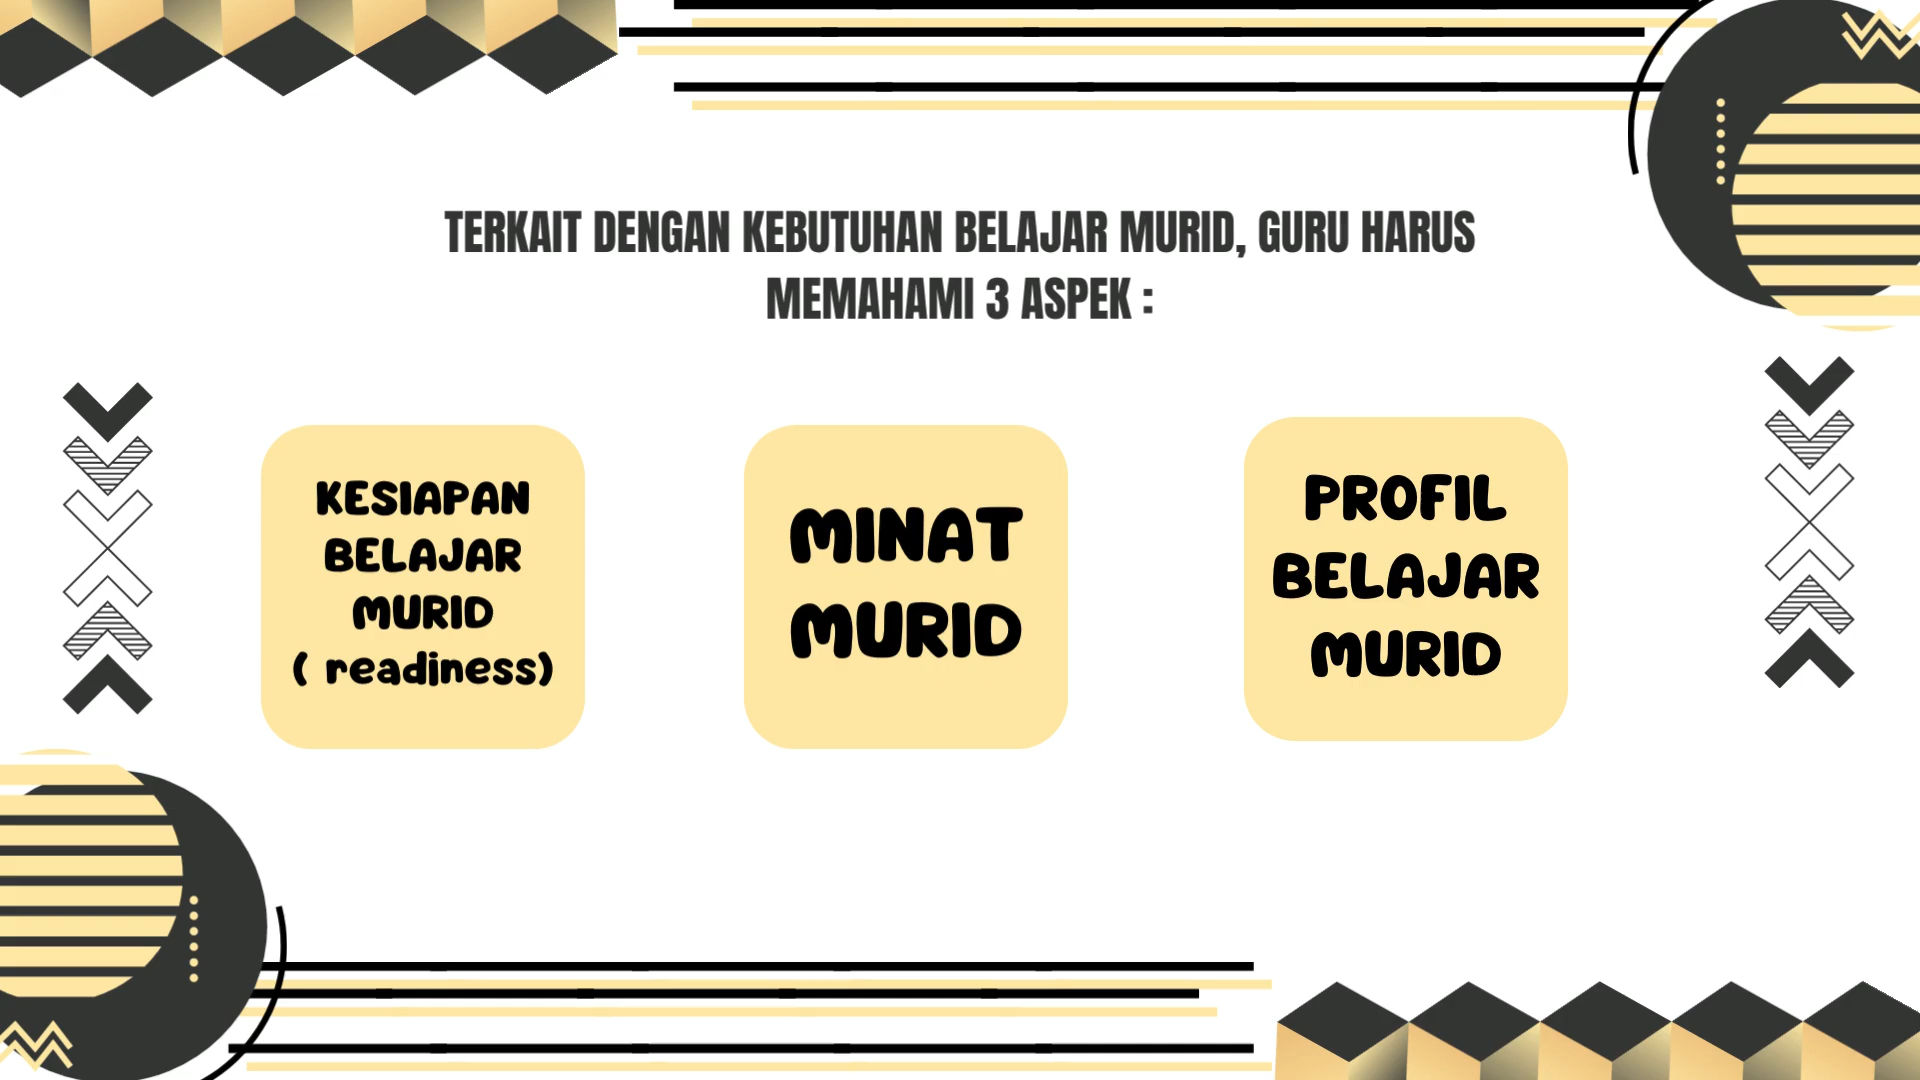 TERKAIT DENGAN KEBUTUHAN BELAJAR MURID, GURU HARUS
MEMAHAMI 3 ASPEK :
KESIAPAN
BELAJAR
MURID
( readiness)
MINAT
MURID
PROFIL
BELAJAR
MURID